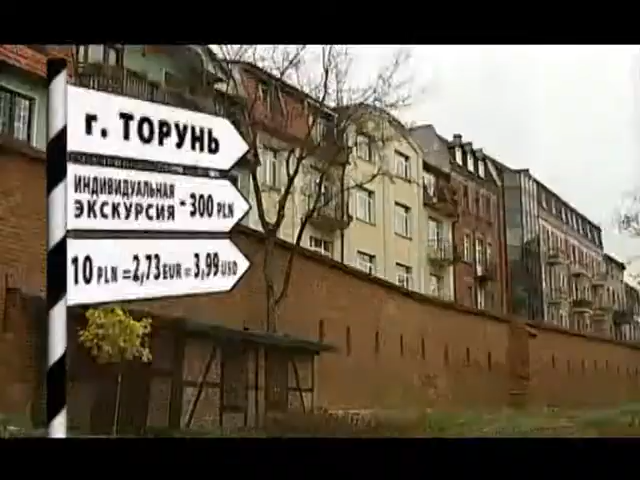 г. ТОРУНЬ
ИНДИВИДУАЛЬНАЯ
ЭКСКУРСИЯ - 300 PLN
10 PLN = 2,73 EUR = 3,99 USD